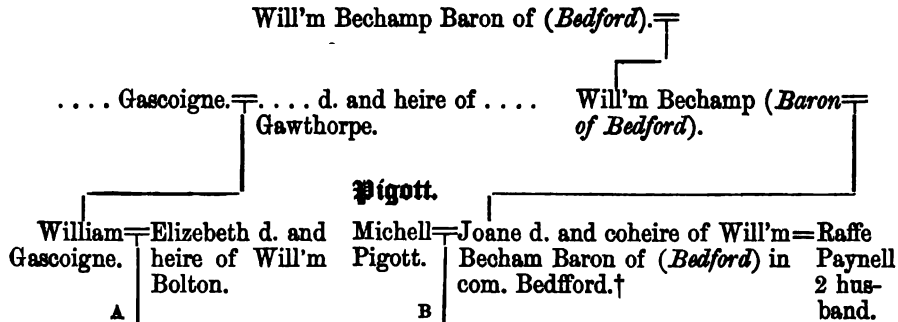 Will'm Bechamp Baron of (Bedford).
.... Gascoigne. .... d. and heire of ....
Gawthorpe.
Will'm Bechamp (Baron
of Bedford).
Pigott.
William
Gascoigne.
Elizebeth d. and
heire of Will'm
Bolton.
Michell
Pigott.
Joane d. and coheire of Will'm
Becham Baron of (Bedford) in
com. Bedfford.†
Raffe
Paynell
2 hus-
band.
A
B